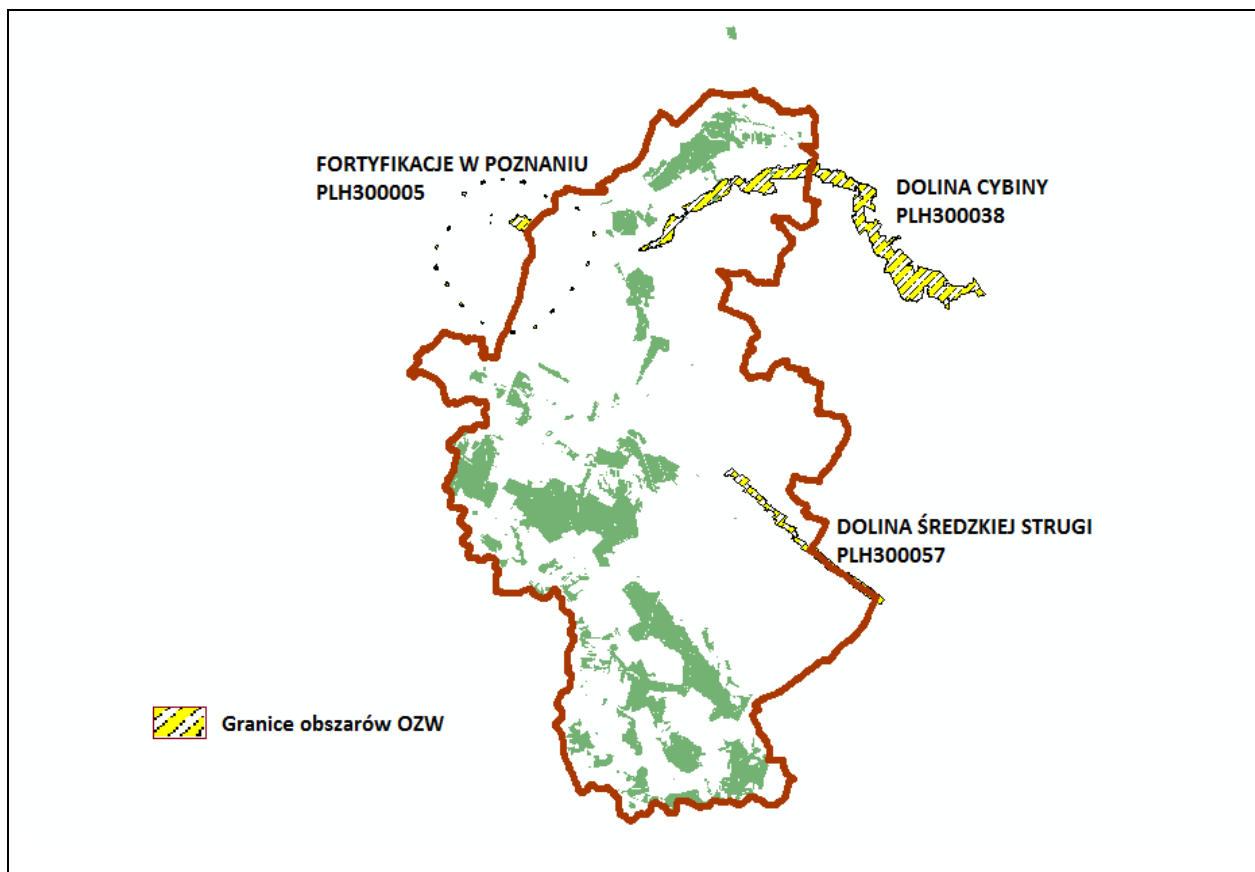 FORTYFIKACJE W POZNANIU
PLH300005
DOLINA CYBINY
PLH300038
DOLINA ŚREDZKIEJ STRUGI
PLH300057
Granice obszarów OZW